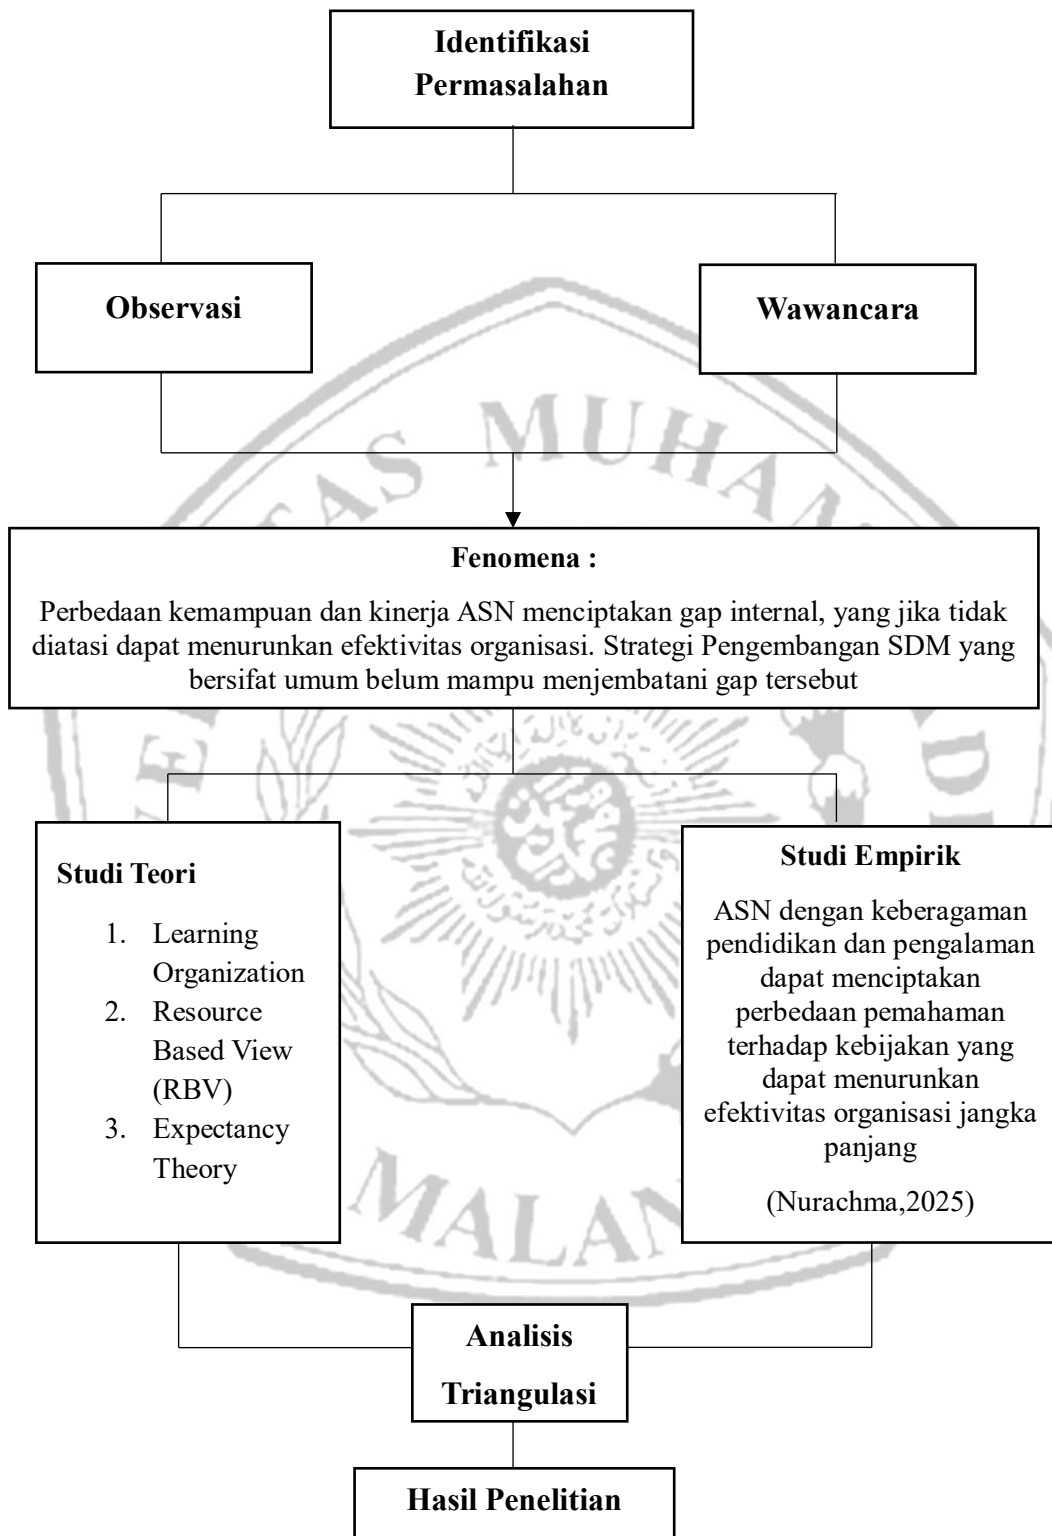 Identifikasi
Permasalahan
Observasi
Wawancara
Fenomena :
Perbedaan kemampuan dan kinerja ASN menciptakan gap internal, yang jika tidak
diatasi dapat menurunkan efektivitas organisasi. Strategi Pengembangan SDM yang
bersifat umum belum mampu menjembatani gap tersebut
Studi Teori
1. Learning
Organization
2. Resource
Based View
(RBV)
3. Expectancy
Theory
Studi Empirik
ASN dengan keberagaman
pendidikan dan pengalaman
dapat menciptakan
perbedaan pemahaman
terhadap kebijakan yang
dapat menurunkan
efektivitas organisasi jangka
panjang
(Nurachma,2025)
Analisis
Triangulasi
Hasil Penelitian
MALAN